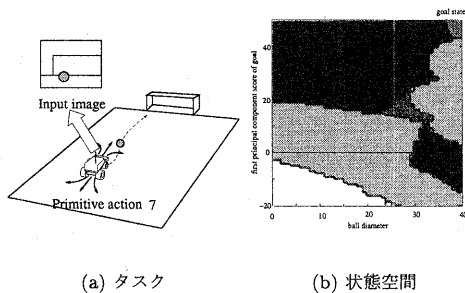 Input image
Primitive action 7
(a) タスク
goal state
first principal component score of goal
40
20
0
-20
0
10
20
30
40
ball diameter
(b) 状態空間